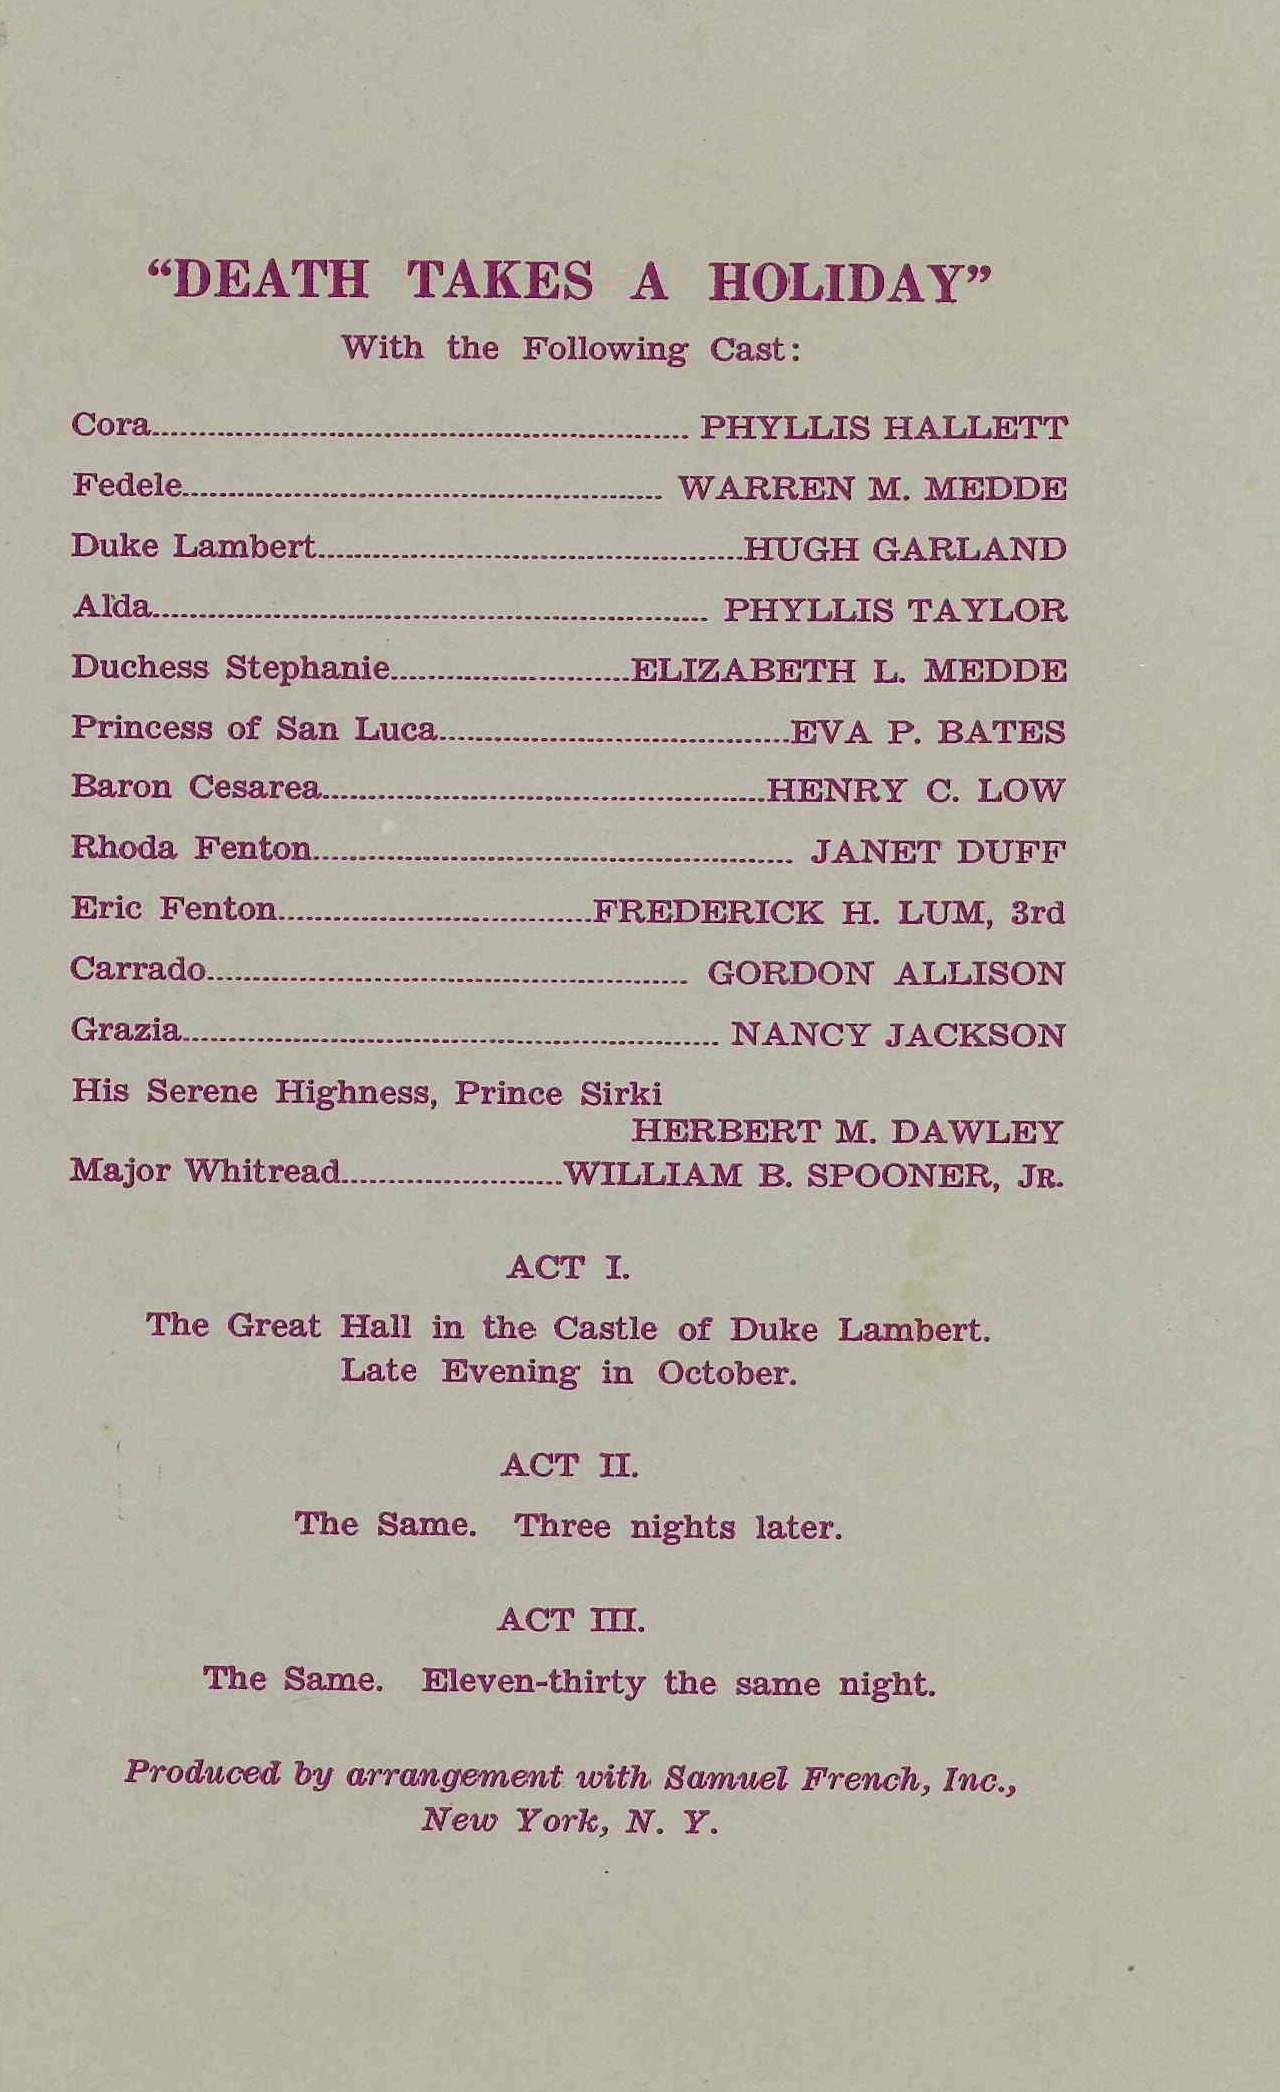 “DEATH TAKES A HOLIDAY”
With the Following Cast:
Cora........................................................... PHYLLIS HALLETT
Fedele..................................................... WARREN M. MEDDE
Duke Lambert...............................................HUGH GARLAND
Alda............................................................. PHYLLIS TAYLOR
Duchess Stephanie..........................ELIZABETH L. MEDDE
Princess of San Luca.......................................EVA P. BATES
Baron Cesarea.................................................HENRY C. LOW
Rhoda Fenton..................................................... JANET DUFF
Eric Fenton...................................FREDERICK H. LUM, 3rd
Carrado..................................................... GORDON ALLISON
Grazia........................................................... NANCY JACKSON
His Serene Highness, Prince Sirki
HERBERT M. DAWLEY
Major Whitread........................WILLIAM B. SPOONER, JR.
ACT I.
The Great Hall in the Castle of Duke Lambert.
Late Evening in October.
ACT II.
The Same. Three nights later.
ACT III.
The Same. Eleven-thirty the same night.
Produced by arrangement with Samuel French, Inc.,
New York, N. Y.